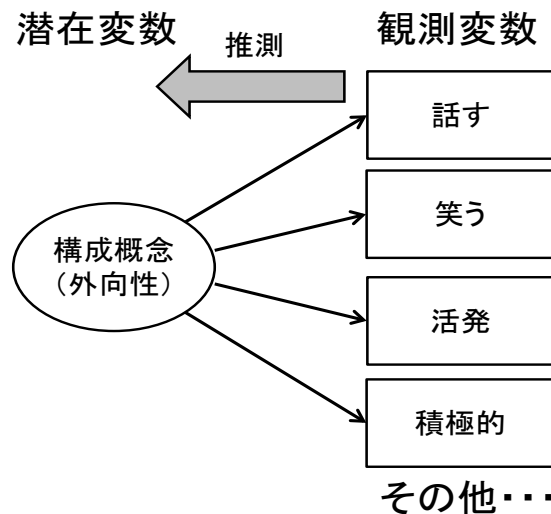 潜在変数
推測
観測変数
話す
笑う
構成概念
（外向性）
活発
積極的
その他・・・